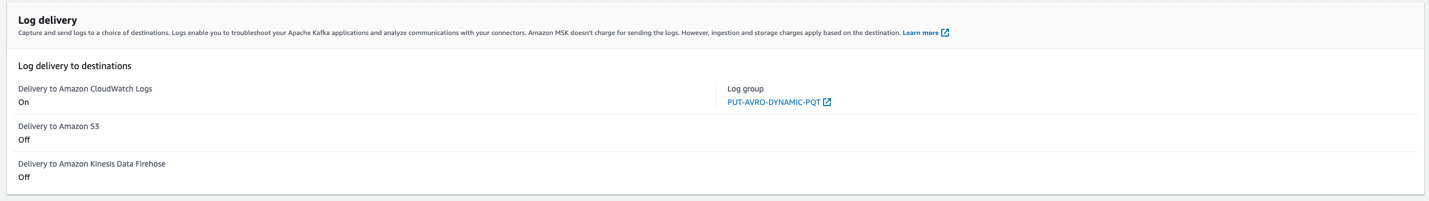 Log delivery
Capture and send logs to a choice of destinations. Logs enable you to troubleshoot your Apache Kafka applications and analyze communications with your connectors. Amazon MSK doesn't charge for sending the logs. However, ingestion and storage charges apply based on the destination. Learn more
Log delivery to destinations
Delivery to Amazon CloudWatch Logs
On
Log group
PUT-AVRO-DYNAMIC-PQT
Delivery to Amazon S3
Off
Delivery to Amazon Kinesis Data Firehose
Off